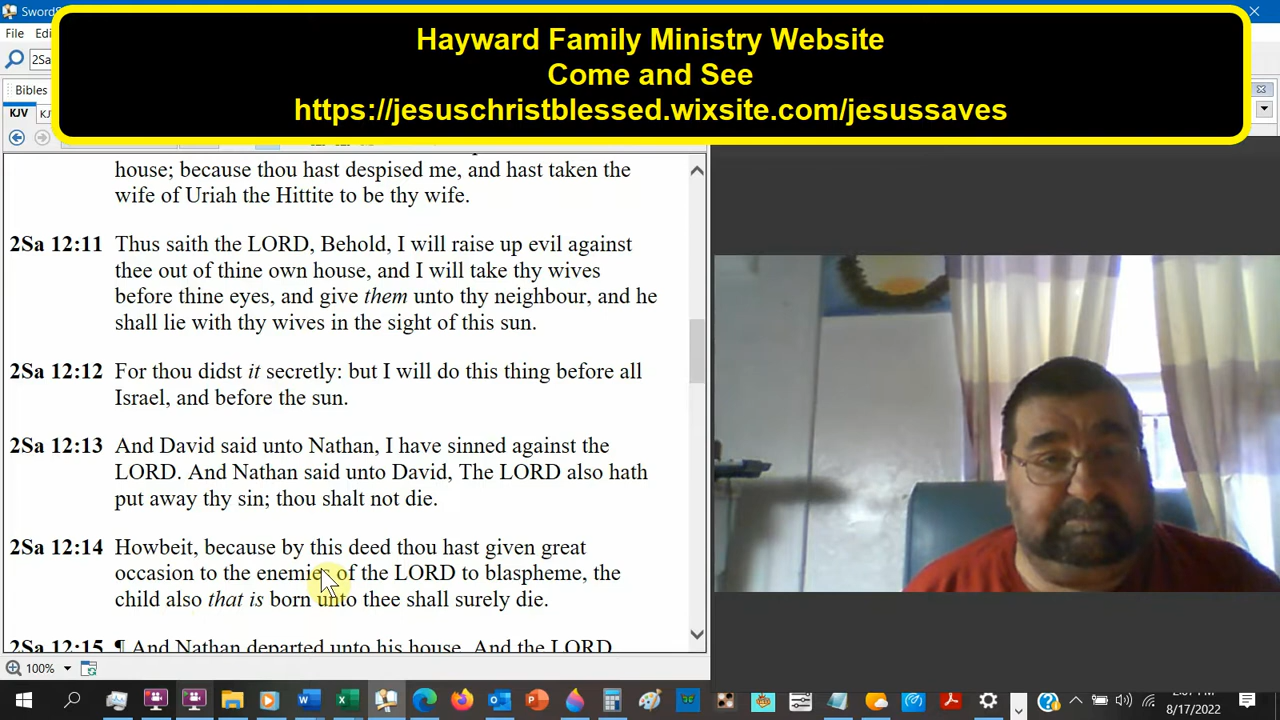 SwordS
Hayward Family Ministry Website
Come and See
https://jesuschristblessed.wixsite.com/jesussaves
File
2Sa
Bibles
KJV
house; because thou hast despised me, and hast taken the
wife of Uriah the Hittite to be thy wife.
2Sa 12:11 Thus saith the LORD, Behold, I will raise up evil against
thee out of thine own house, and I will take thy wives
before thine eyes, and give them unto thy neighbour, and he
shall lie with thy wives in the sight of this sun.
2Sa 12:12 For thou didst it secretly: but I will do this thing before all
Israel, and before the sun.
2Sa 12:13 And David said unto Nathan, I have sinned against the
LORD. And Nathan said unto David, The LORD also hath
put away thy sin; thou shalt not die.
2Sa 12:14 Howbeit, because by this deed thou hast given great
occasion to the enemies of the LORD to blaspheme, the
child also that is born unto thee shall surely die.
2Sa 12:15 ¶ And Nathan departed unto his house. And the LORD
100%
8/17/2022